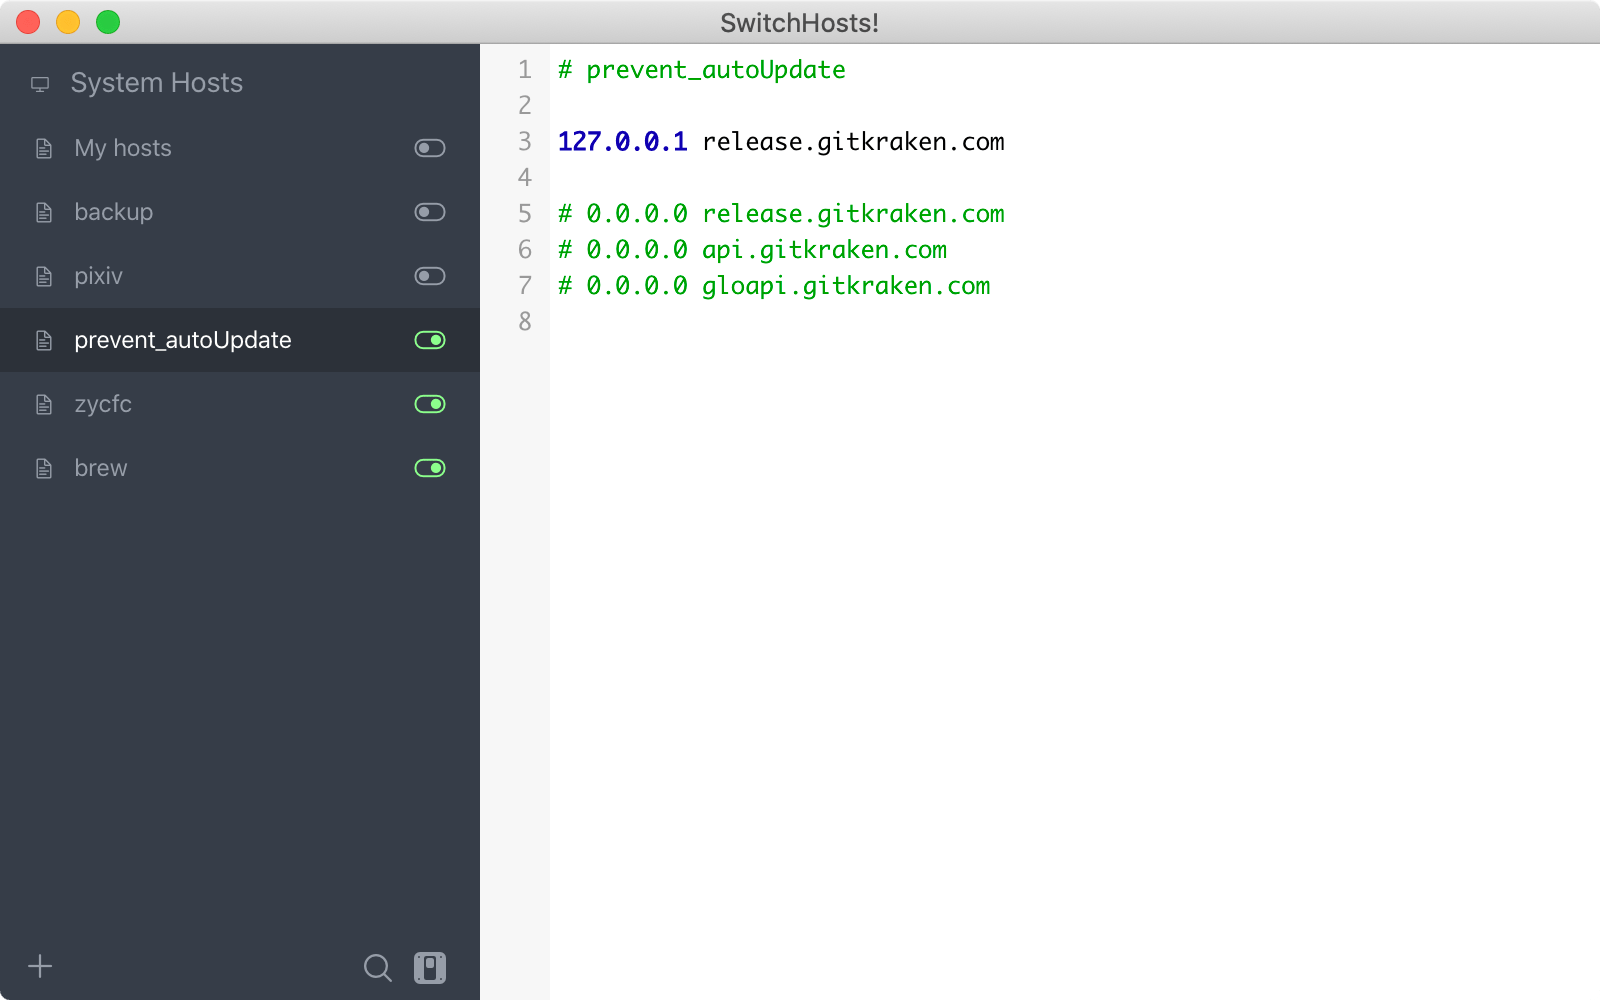 SwitchHosts!
System Hosts
My hosts
backup
pixiv
prevent_autoUpdate
zycfc
brew
1 # prevent_autoUpdate
2
3 127.0.0.1 release.gitkraken.com
4
5 # 0.0.0.0 release.gitkraken.com
6 # 0.0.0.0 api.gitkraken.com
7 # 0.0.0.0 gloapi.gitkraken.com
8